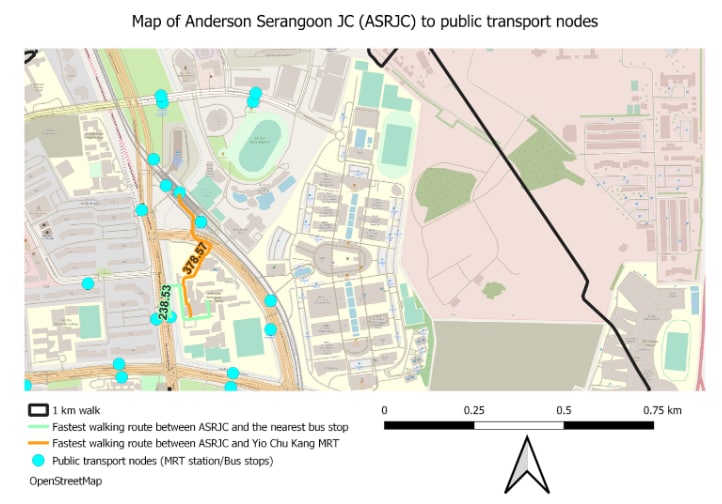 Map of Anderson Serangoon JC (ASRJC) to public transport nodes
378.57
238.53
1 km walk
Fastest walking route between ASRJC and the nearest bus stop
Fastest walking route between ASRJC and Yio Chu Kang MRT
Public transport nodes (MRT station/Bus stops)
OpenStreetMap
0 0.25 0.5 0.75 km